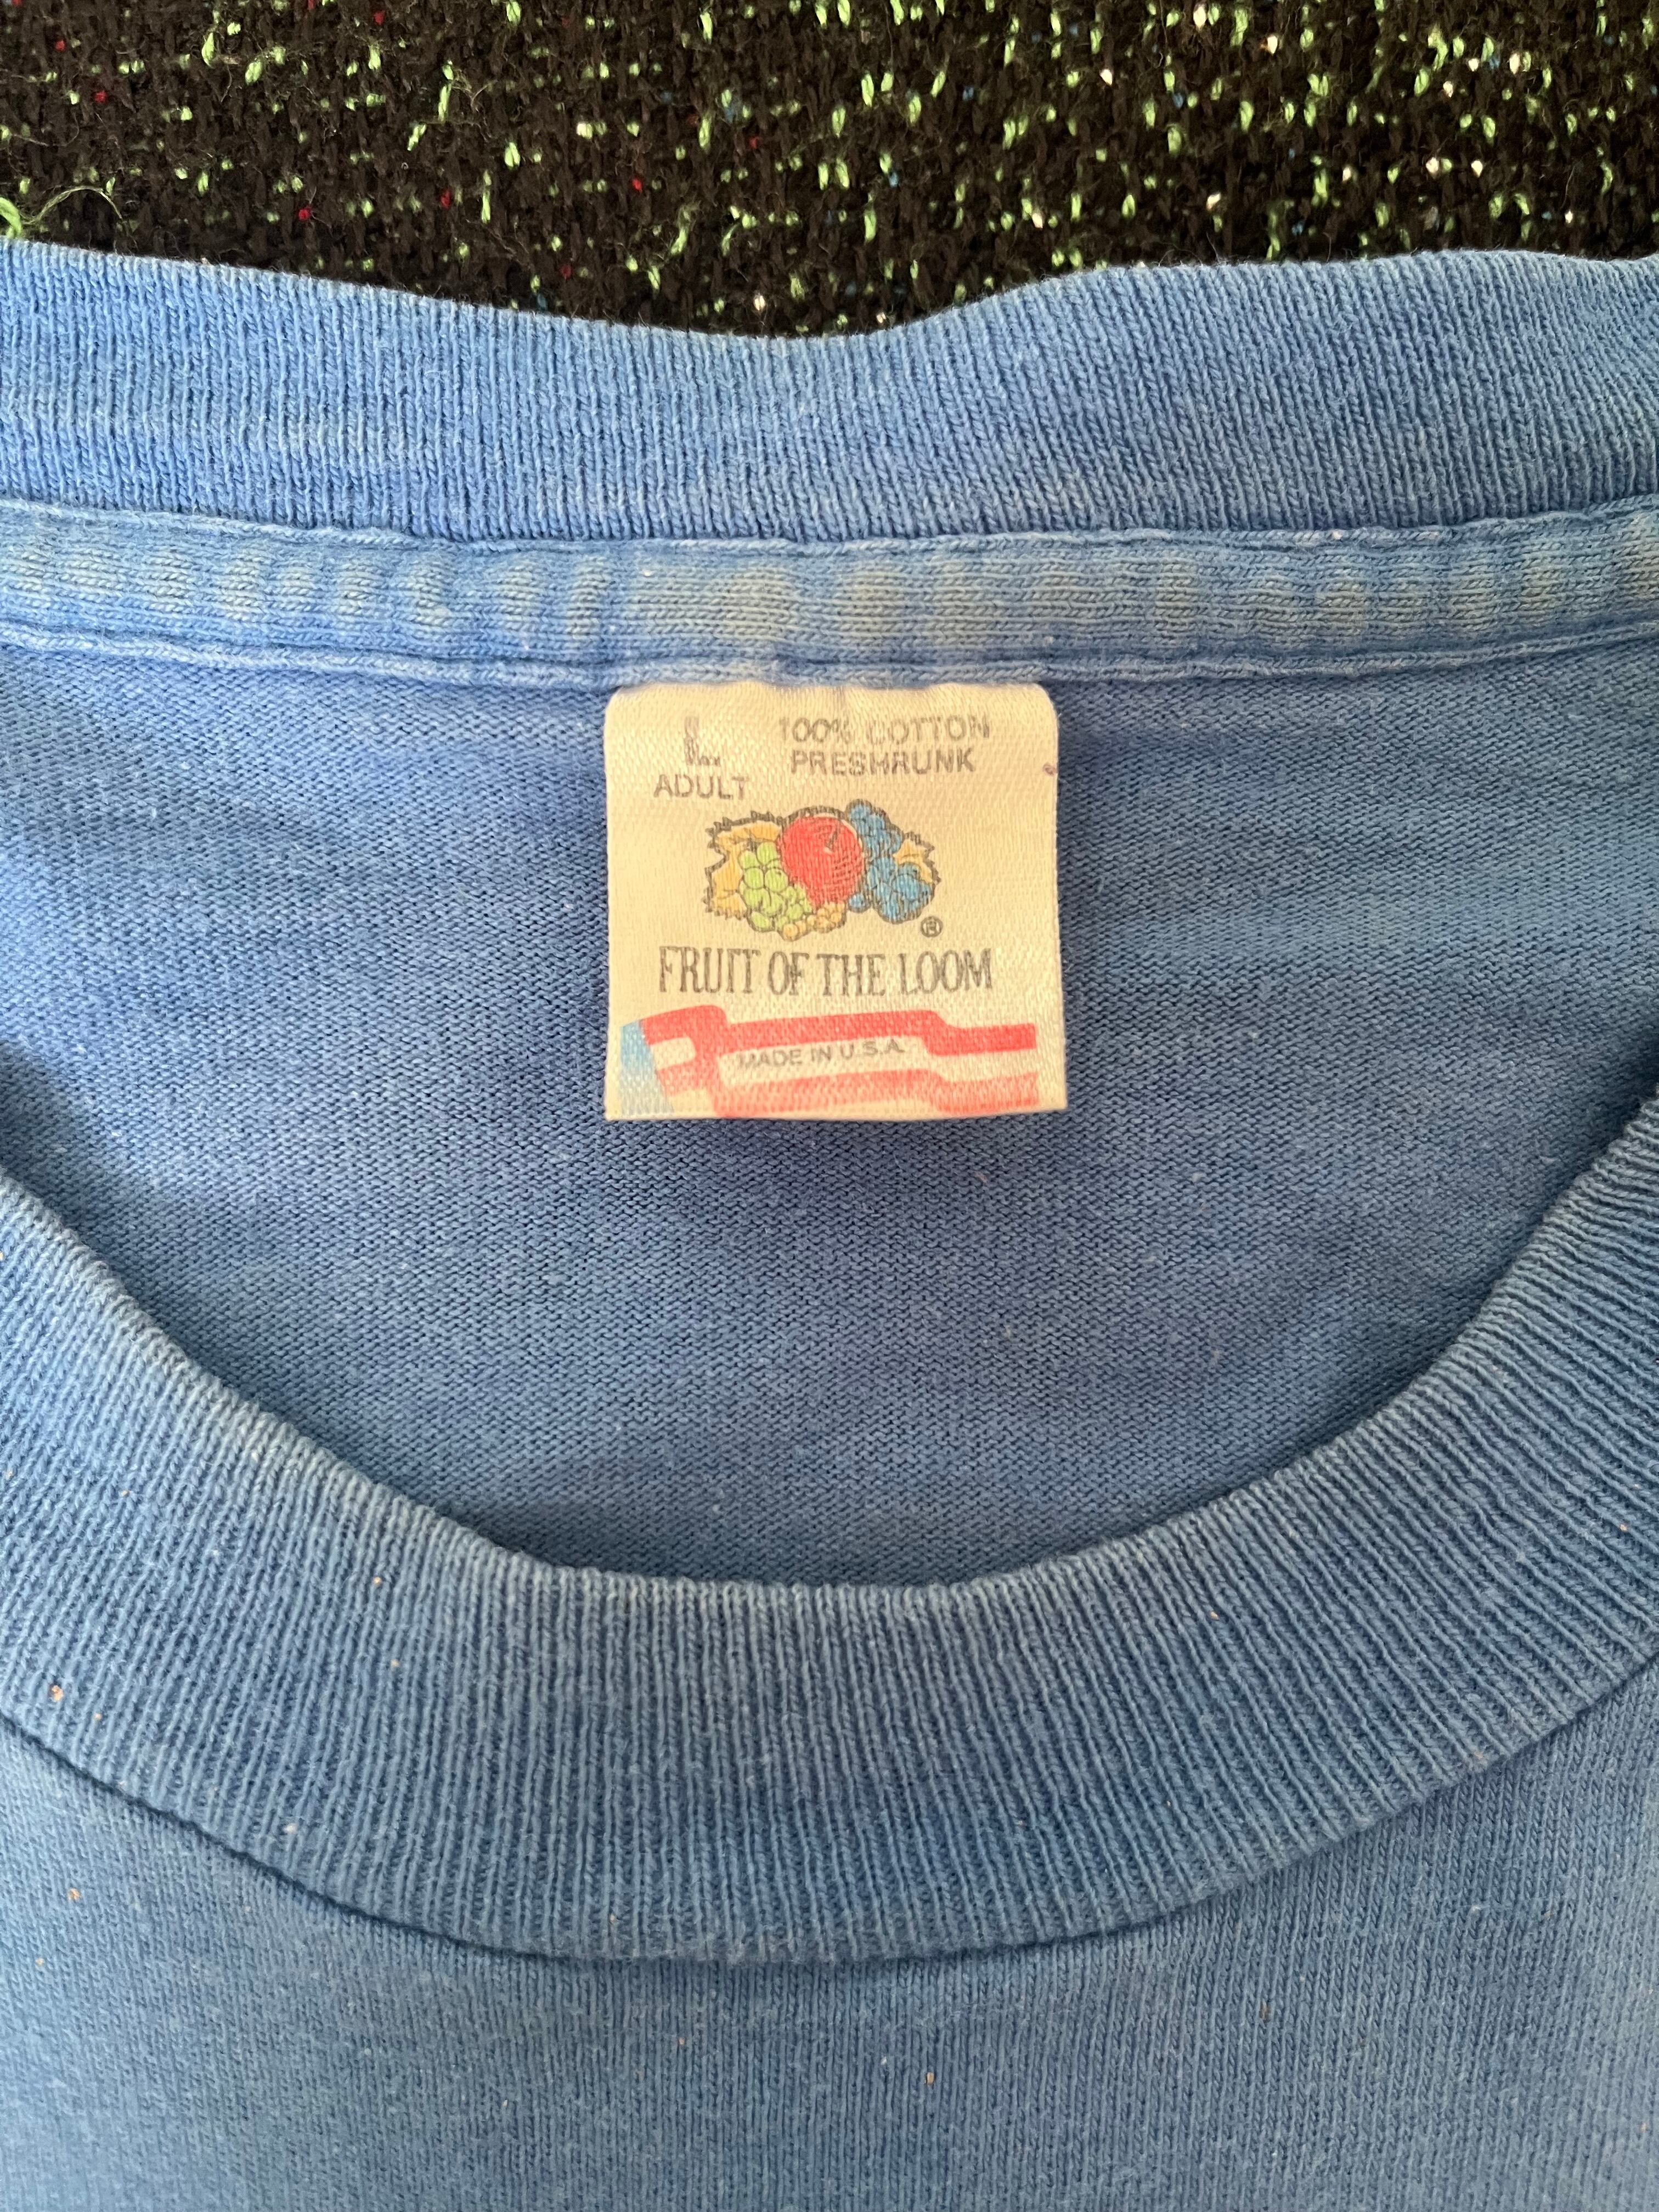 L 100% COTTON
ADULT PRESHRUNK
®
FRUIT OF THE LOOM
MADE IN U.S.A.